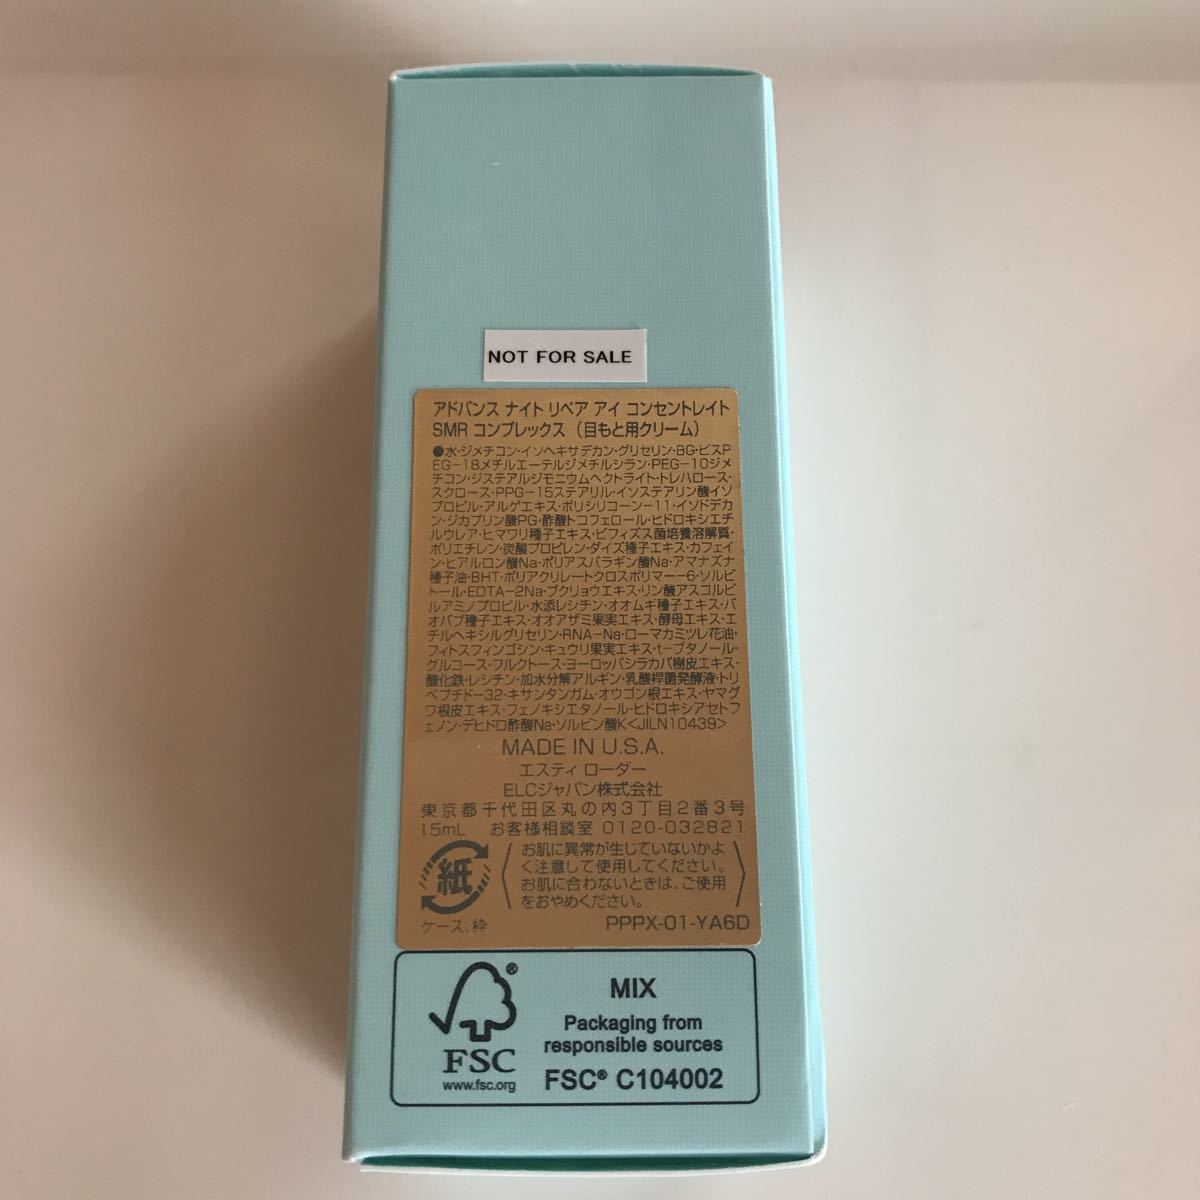 NOT FOR SALE
アドバンス ナイト リペア アイ コンセントレイト
SMR コンプレックス（目もと用クリーム）
●水・ジメチコン・イソヘキサデカン・グリセリン・BG・ビスP
EG-18メチルエーテルジメチルシラン・PEG-10ジメ
チコン・ジステアルジモニウムヘクトライト・トレハロース・
スクロース・PPG-15ステアリル・イソステアリン酸イソ
プロピル・アルゲエキス・ポリシリコーン-11・イソドデカ
ン・ジカプリン酸PG・酢酸トコフェロール・ヒドロキシエチ
ルウレア・ヒマワリ種子エキス・ビフィズス菌培養溶解質・
ポリエチレン・炭酸プロピレン・ダイズ種子エキス・カフェイ
ン・ヒアルロン酸Na・ポリアスパラギン酸Na・アマナズナ
種子油・BHT・ポリアクリレートクロスポリマー-6・ソルビ
トール・EDTA-2Na・ブクリョウエキス・リン酸アスコルビ
ルアミノプロピル・水添レシチン・オオムギ種子エキス・バ
オバブ種子エキス・オオアザミ果実エキス・酵母エキス・エ
チルヘキシルグリセリン・RNA-Na・ローマカミツレ花油・
フィトスフィンゴシン・キュウリ果実エキス・t-ブタノール・
グルコース・フルクトース・ヨーロッパシラカバ樹皮エキス・
酸化鉄・レシチン・加水分解アルギン・乳酸桿菌発酵液・トリ
ペプチド-32・キサンタンガム・オウゴン根エキス・ヤマグ
ワ根皮エキス・フェノキシエタノール・ヒドロキシアセトフ
ェノン・デヒドロ酢酸Na・ソルビン酸K<JILN10439>
MADE IN U.S.A.
エスティ ローダー
ELCジャパン株式会社
東京都千代田区丸の内3丁目2番3号
15mL お客様相談室 0120-032821
紙
ケース、枠
お肌に異常が生じていないかよ
く注意して使用してください。
お肌に合わないときは、ご使用
をおやめください。
PPPX-01-YA6D
®
FSC
www.fsc.org
MIX
Packaging from
responsible sources
FSC® C104002